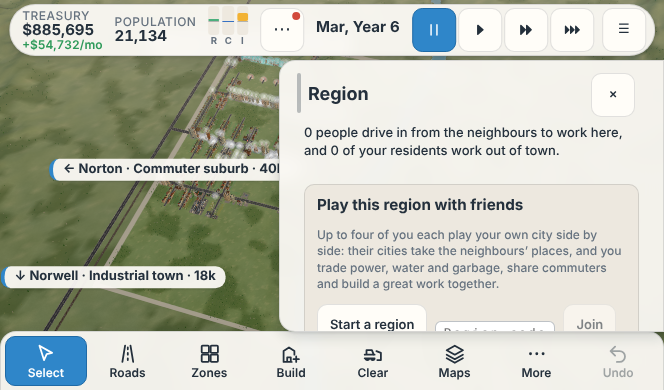 TREASURY
$885,695
+$54,732/mo
POPULATION
21,134
R C I
Mar, Year 6
Region
0 people drive in from the neighbours to work here,
and 0 of your residents work out of town.
Play this region with friends
Up to four of you each play your own city side by
side: their cities take the neighbours' places, and you
trade power, water and garbage, share commuters
and build a great work together.
Start a region
Join
← Norton · Commuter suburb ·
↓ Norwell · Industrial town · 18k
Select
Roads
Zones
Build
Clear
Maps
More
Undo